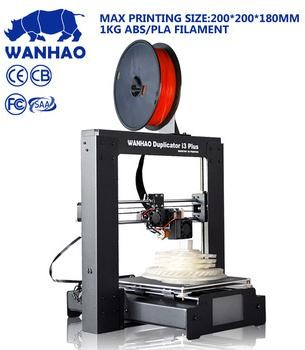 WANHAO
MAX PRINTING SIZE:200*200*180MM
1KG ABS/PLA FILAMENT
CE CB
FC SAA
WANHAO Duplicator i3 Plus